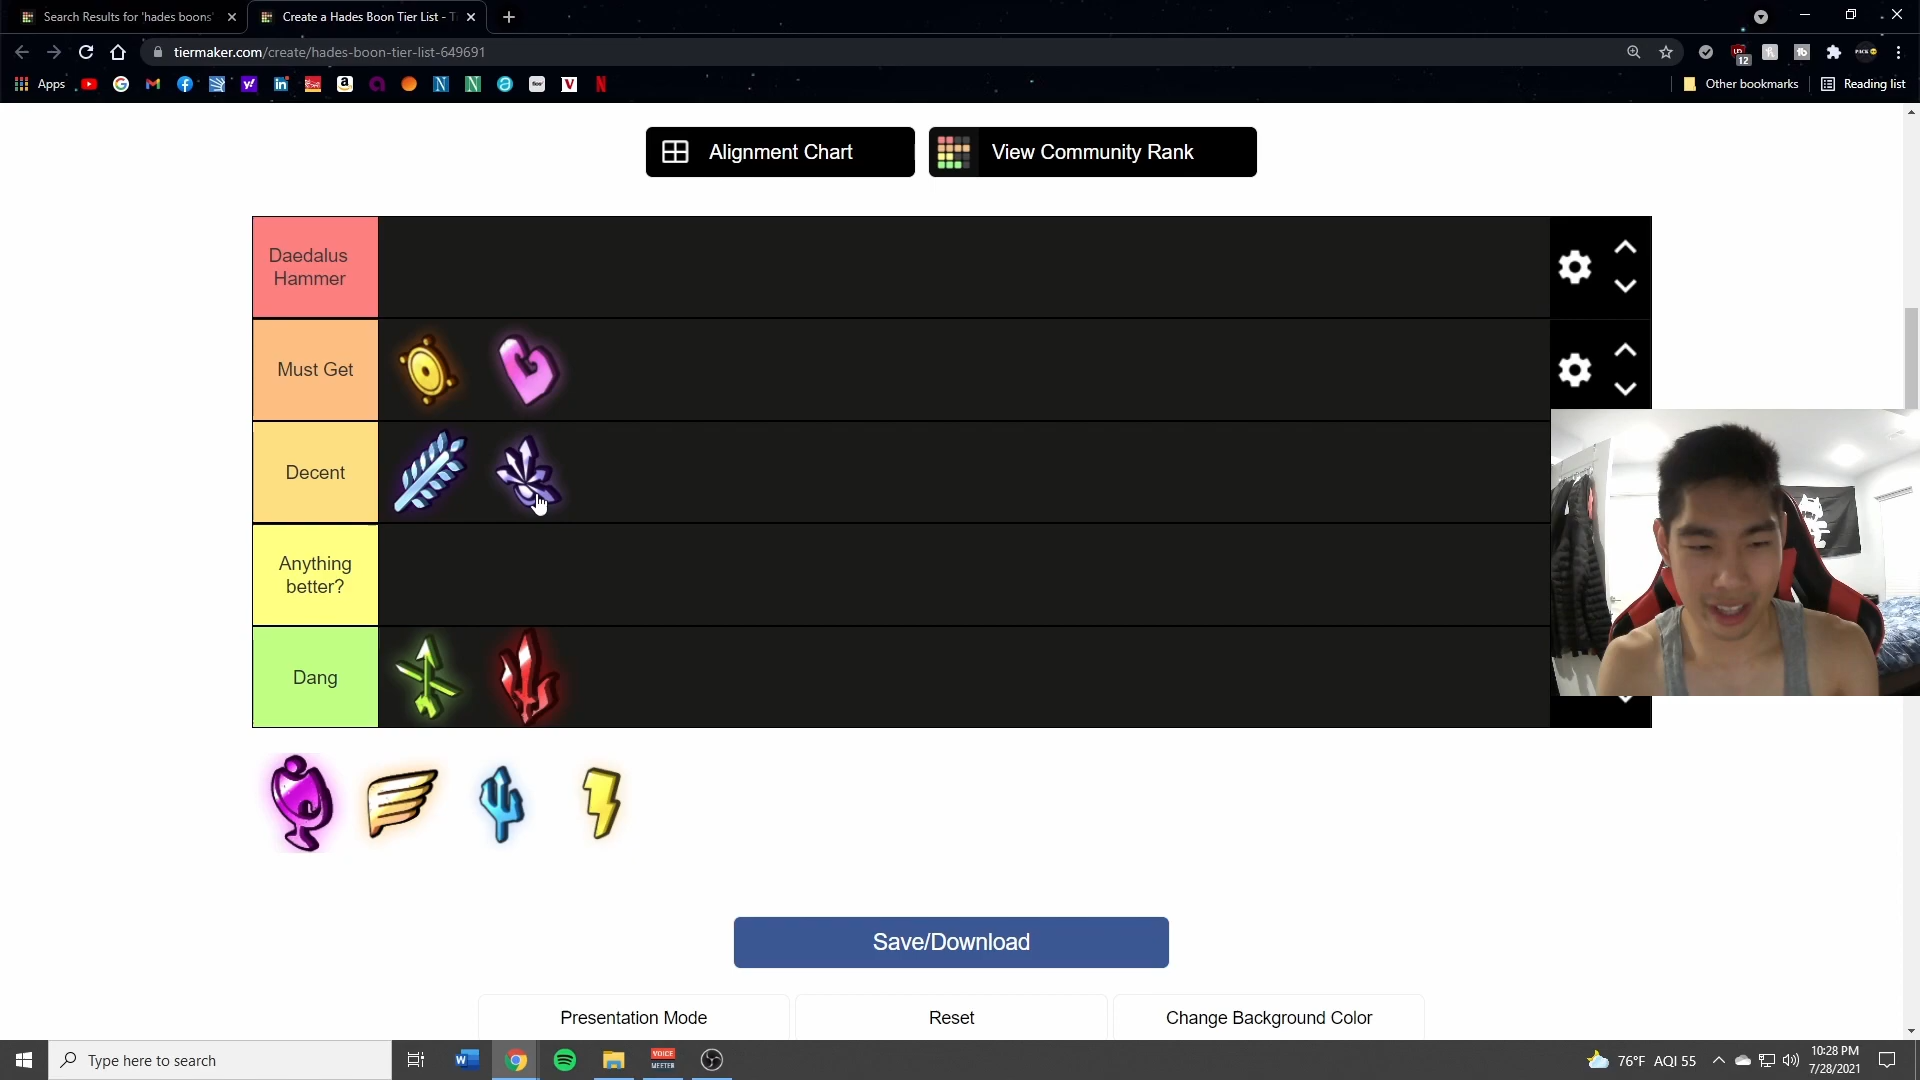 Search Results for 'hades boons'
Create a Hades Boon Tier List - T
tiermaker.com/create/hades-boon-tier-list-649691
12
Apps
Other bookmarks
Reading list
Alignment Chart
View Community Rank
Daedalus
Hammer
Must Get
Decent
Anything
better?
Dang
Save/Download
Presentation Mode
Reset
Change Background Color
Type here to search
VOICE
MEETER
76°F AQI 55
10:28 PM
7/28/2021